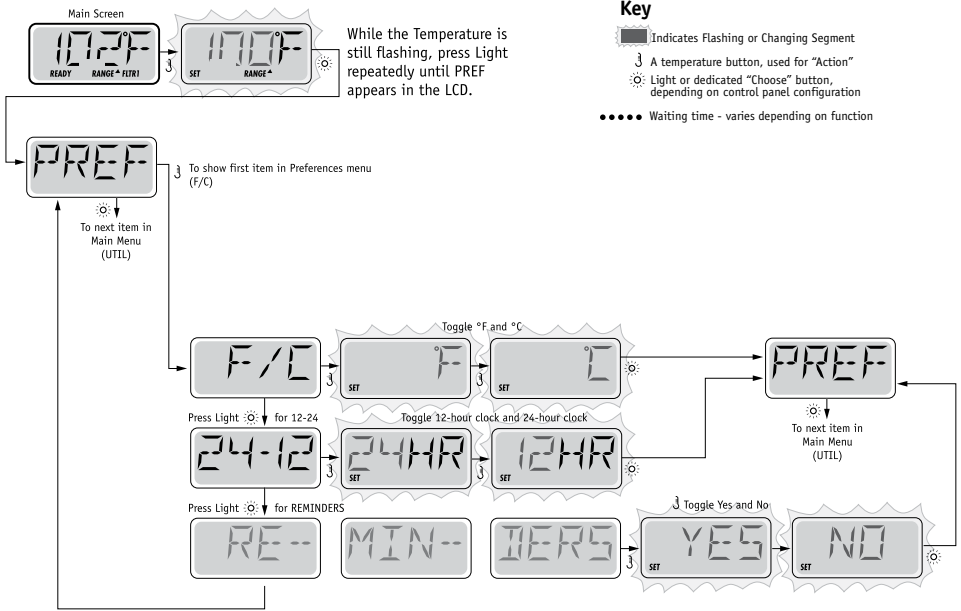 Main Screen
102°F
READY RANGE FLTR1
100°F
SET RANGE
While the Temperature is
still flashing, press Light
repeatedly until PREF
appears in the LCD.
Key
Indicates Flashing or Changing Segment
A temperature button, used for “Action”
Light or dedicated “Choose” button,
depending on control panel configuration
Waiting time - varies depending on function
PREF
To show first item in Preferences menu
(F/C)
To next item in
Main Menu
(UTIL)
Toggle °F and °C
F/C
°F
SET
°C
SET
PREF
To next item in
Main Menu
(UTIL)
Press Light for 12-24
Toggle 12-hour clock and 24-hour clock
24-12
24HR
SET
12HR
SET
Press Light for REMINDERS
Toggle Yes and No
RE--
MIN--
DERS
YES
SET
NO
SET